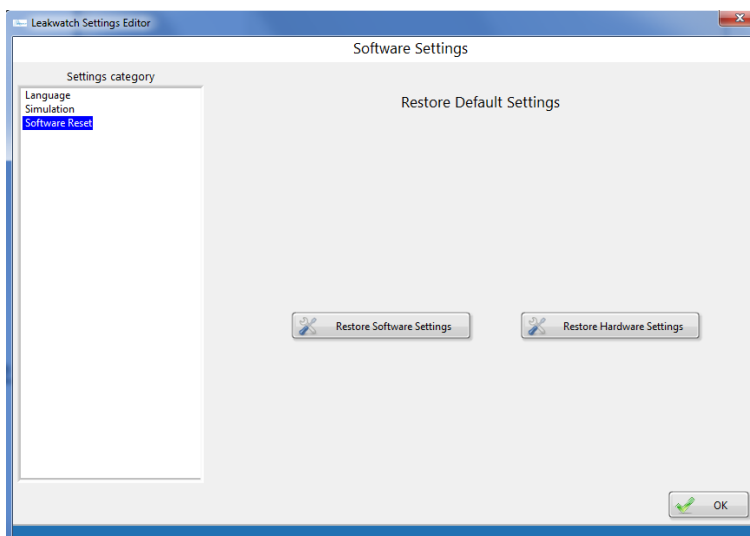 Leakwatch Settings Editor
Software Settings
Settings category
Language
Simulation
Software Reset
Restore Default Settings
Restore Software Settings
Restore Hardware Settings
OK